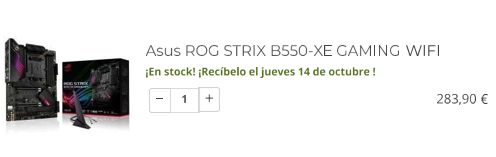 Asus ROG STRIX B550-XE GAMING WIFI
¡En stock! ¡Recíbelo el jueves 14 de octubre !
− 1 +
283,90 €